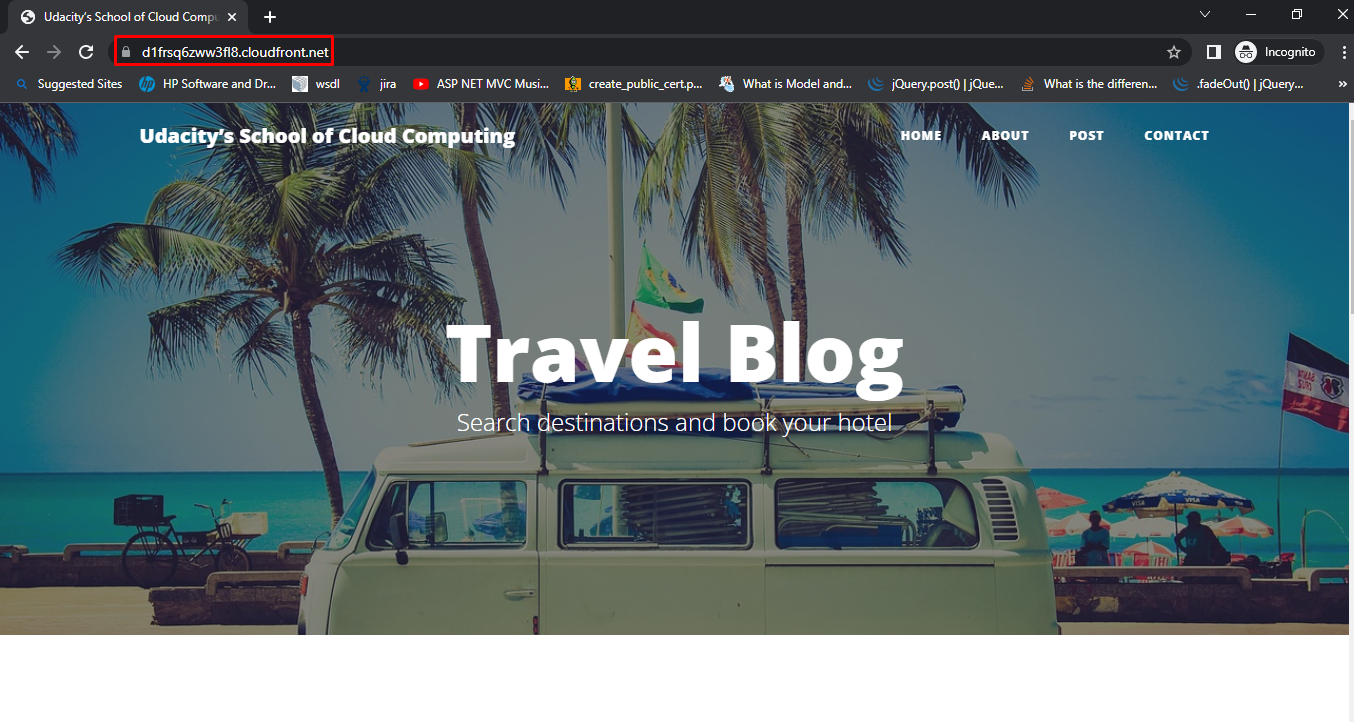 Udacity's School of Cloud Compu
d1frsq6zww3fl8.cloudfront.net
Incognito
Suggested Sites
HP Software and Dr...
wsdl
jira
ASP NET MVC Musi...
create_public_cert.p...
What is Model and...
jQuery.post() | jQue...
What is the differen...
.fadeOut() | jQuery...
Udacity’s School of Cloud Computing
HOME
ABOUT
POST
CONTACT
Travel Blog
Search destinations and book your hotel
VISA
VISA